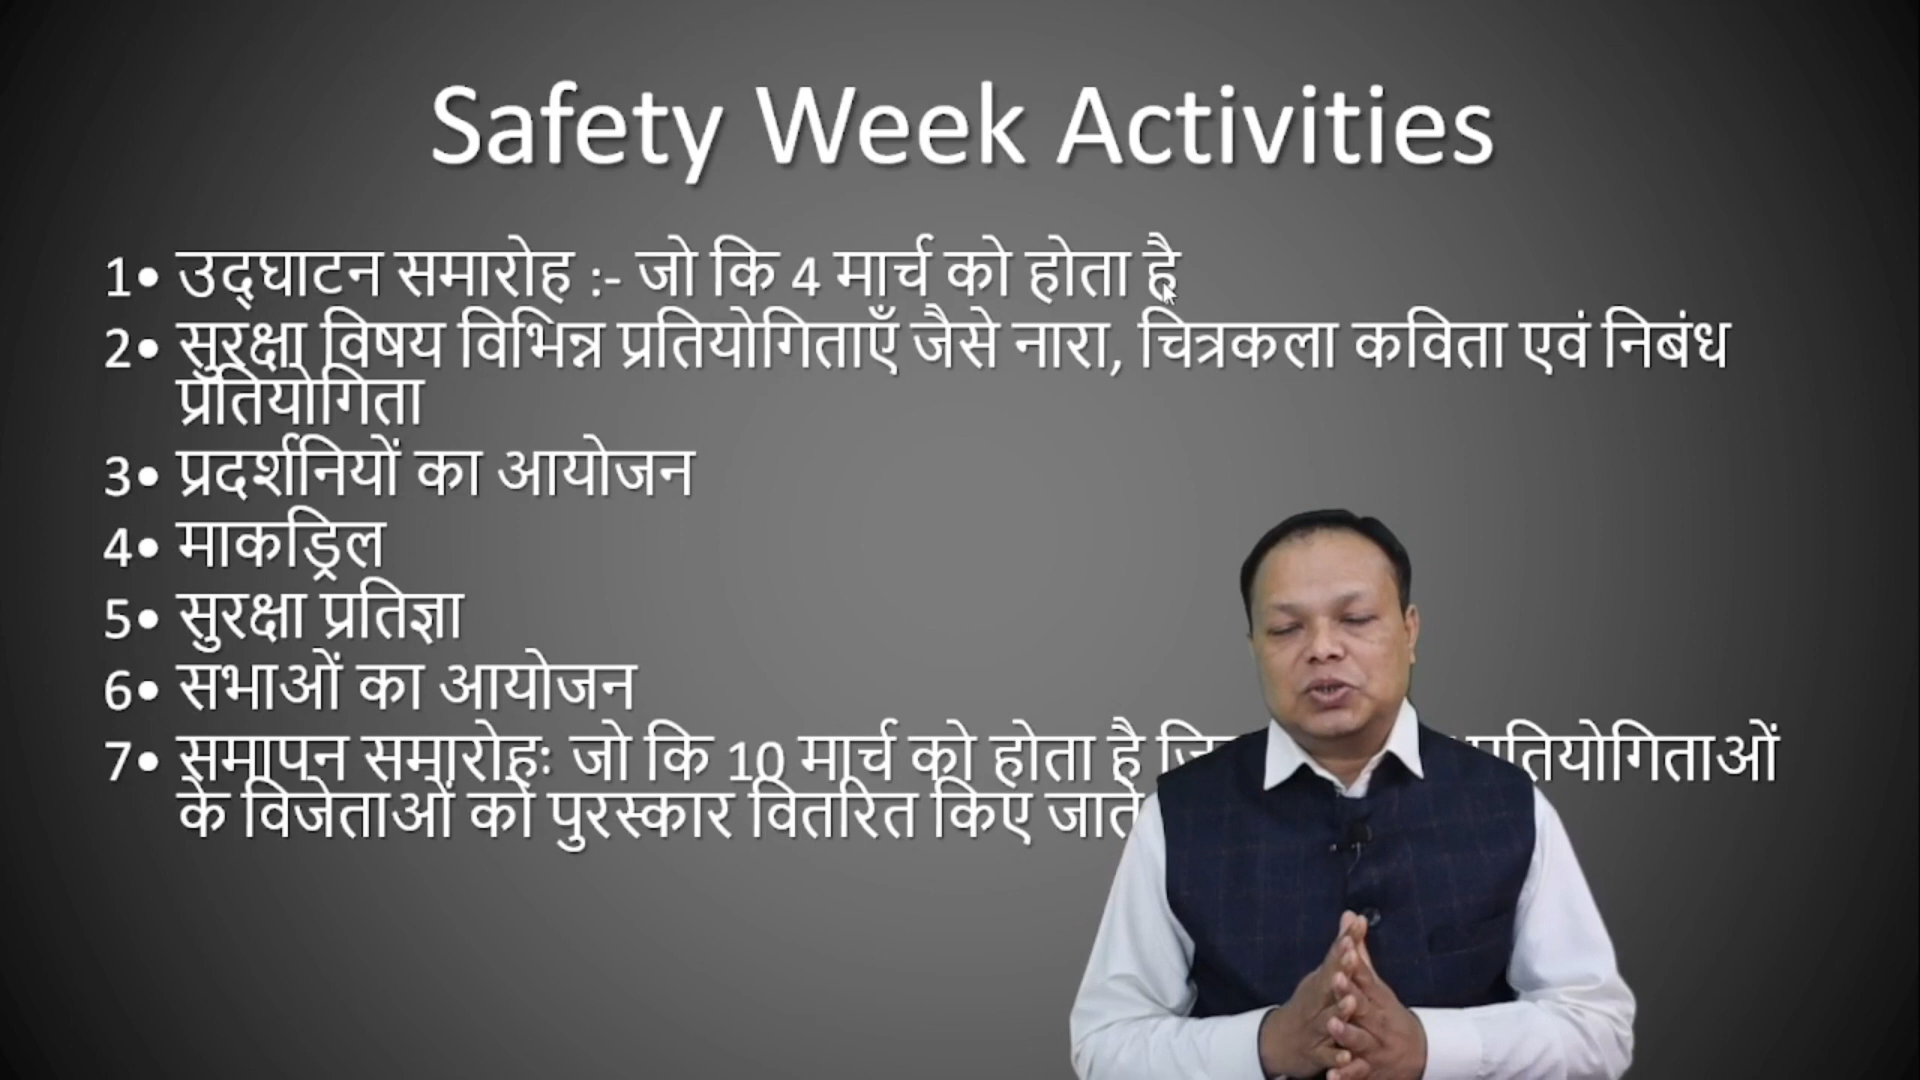 Safety Week Activities
1• उद्घाटन समारोह :- जो कि 4 मार्च को होता है
2• सुरक्षा विषय विभिन्न प्रतियोगिताएँ जैसे नारा, चित्रकला कविता एवं निबंध
प्रतियोगिता
3• प्रदर्शनियों का आयोजन
4• माकड्रिल
5• सुरक्षा प्रतिज्ञा
6• सभाओं का आयोजन
7• समापन समारोहः जो कि 10 मार्च को होता है प्रतियोगिताओं
के विजेताओं को पुरस्कार वितरित किए जाते